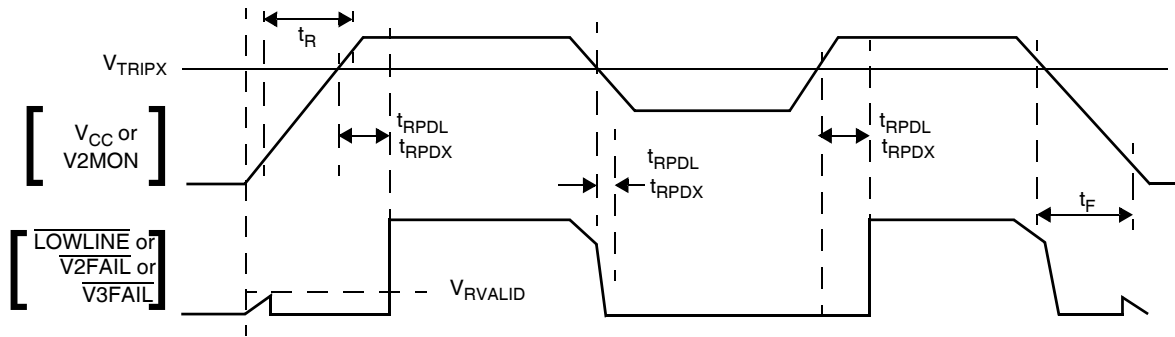 tR
VTRIPX
VCC or
V2MON
tRPDL
tRPDX
tRPDL
tRPDX
tRPDL
tRPDX
tF
LOWLINE or
V2FAIL or
V3FAIL
VRVALID